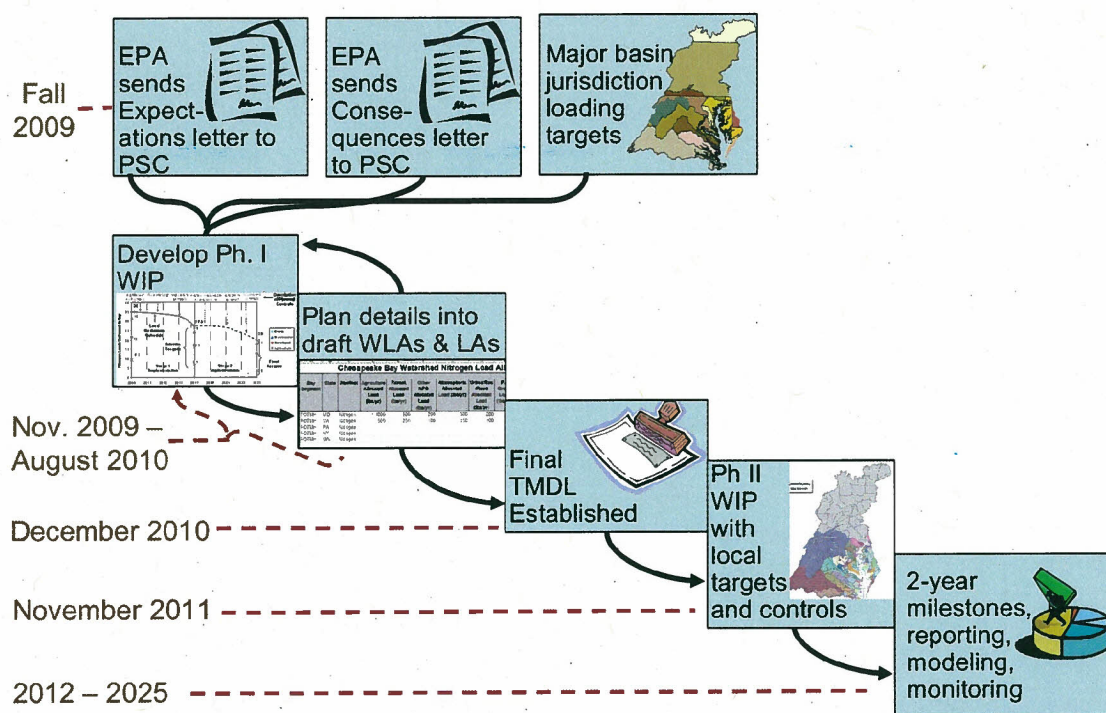 Fall
2009
EPA
sends
Expect-
ations letter to
PSC
EPA
sends
Conse-
quences letter
to PSC
Major basin
jurisdiction
loading
targets
Develop Ph. I
WIP
Plan details into
draft WLAs & LAs
Chesapeake Bay Watershed Nitrogen Load All
Nov. 2009 –
August 2010
Final
TMDL
Established
December 2010
Ph II
WIP
with
local
targets
and controls
November 2011
2-year
milestones,
reporting,
modeling,
monitoring
2012 – 2025